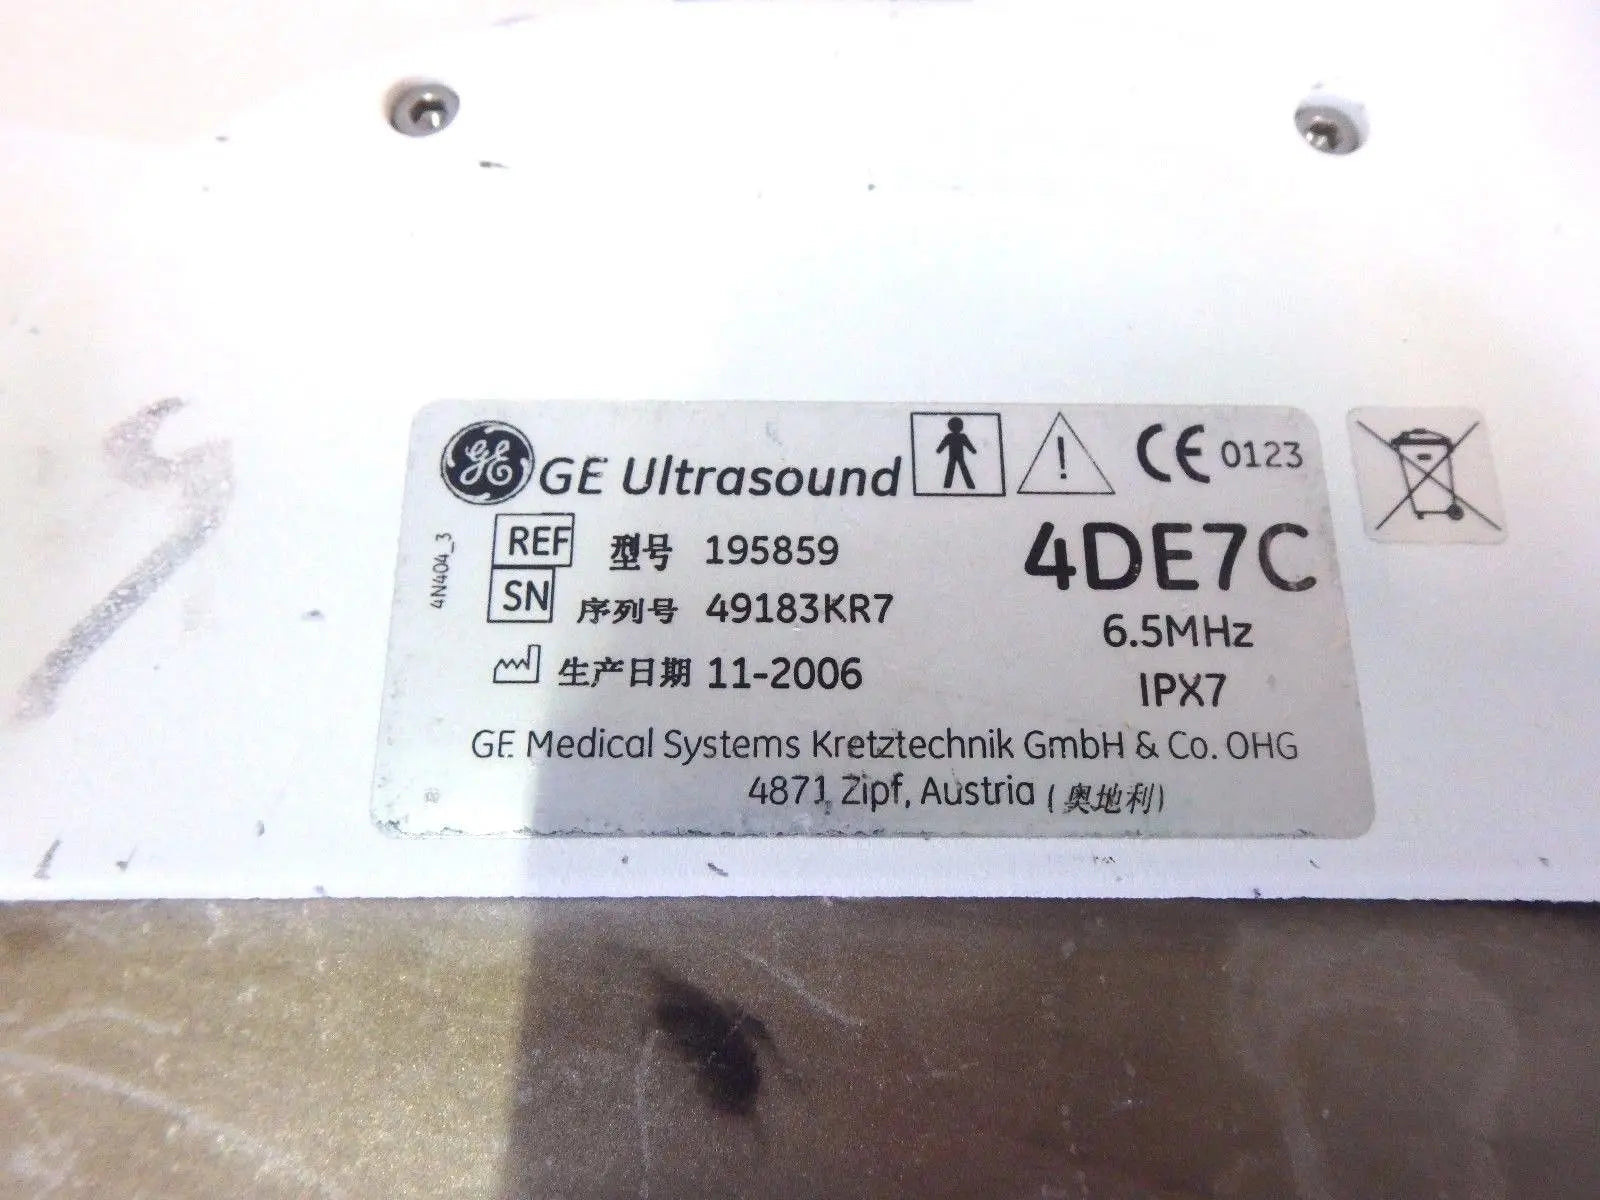 GE GE Ultrasound CE 0123
REF 型号 195859 4DE7C
SN 序列号 49183KR7 6.5MHz
生产日期 11-2006 IPX7
GE Medical Systems Kretztechnik GmbH & Co. OHG
4871 Zipf, Austria (奥地利)
4N404_3